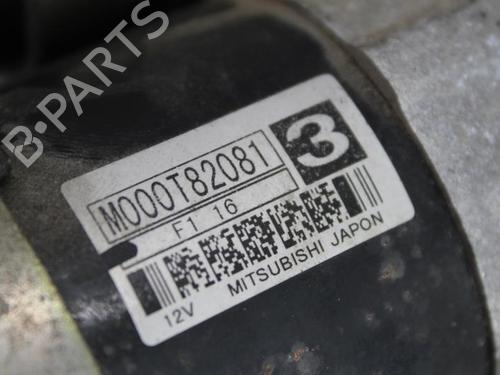 B-PARTS
M000T82081
3
F1 16
12V MITSUBISHI JAPON